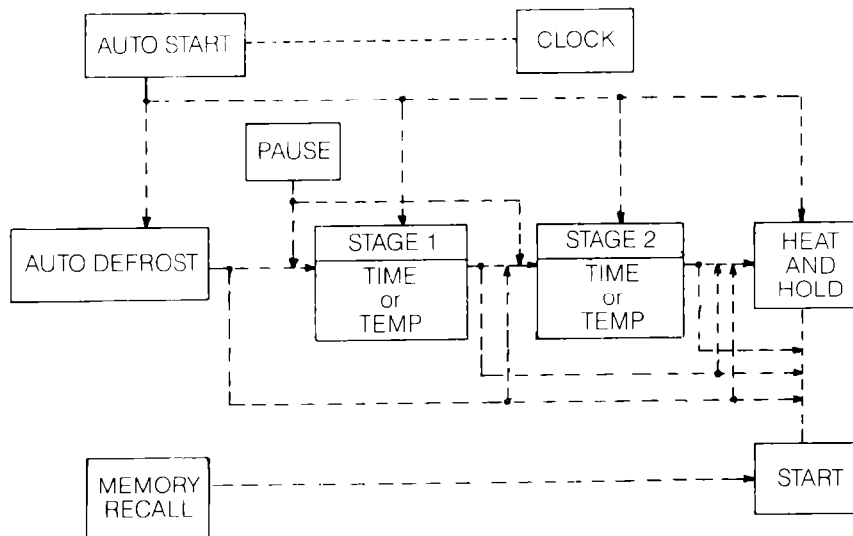 AUTO START
CLOCK
PAUSE
AUTO DEFROST
STAGE 1
TIME
or
TEMP
STAGE 2
TIME
or
TEMP
HEAT
AND
HOLD
MEMORY
RECALL
START